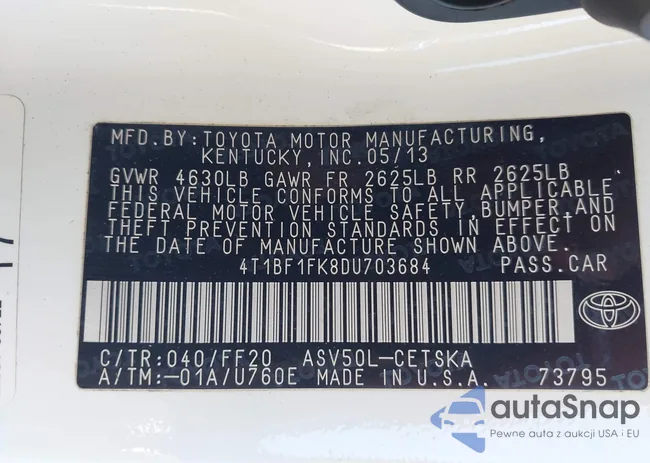 MFD.BY: TOYOTA MOTOR MANUFACTURING,
KENTUCKY, INC. 05/13
GVWR 4630LB GAWR FR 2625LB RR 2625LB
THIS VEHICLE CONFORMS TO ALL APPLICABLE
FEDERAL MOTOR VEHICLE SAFETY, BUMPER, AND
THEFT PREVENTION STANDARDS IN EFFECT ON
THE DATE OF MANUFACTURE SHOWN ABOVE.
4T1BF1FK8DU703684 PASS.CAR
C/TR: 040/FF20 ASV50L-CETSKA
A/TM:-01A/U760E MADE IN U.S.A. 73795
autaSnap
Pewne auta z aukcji USA i EU